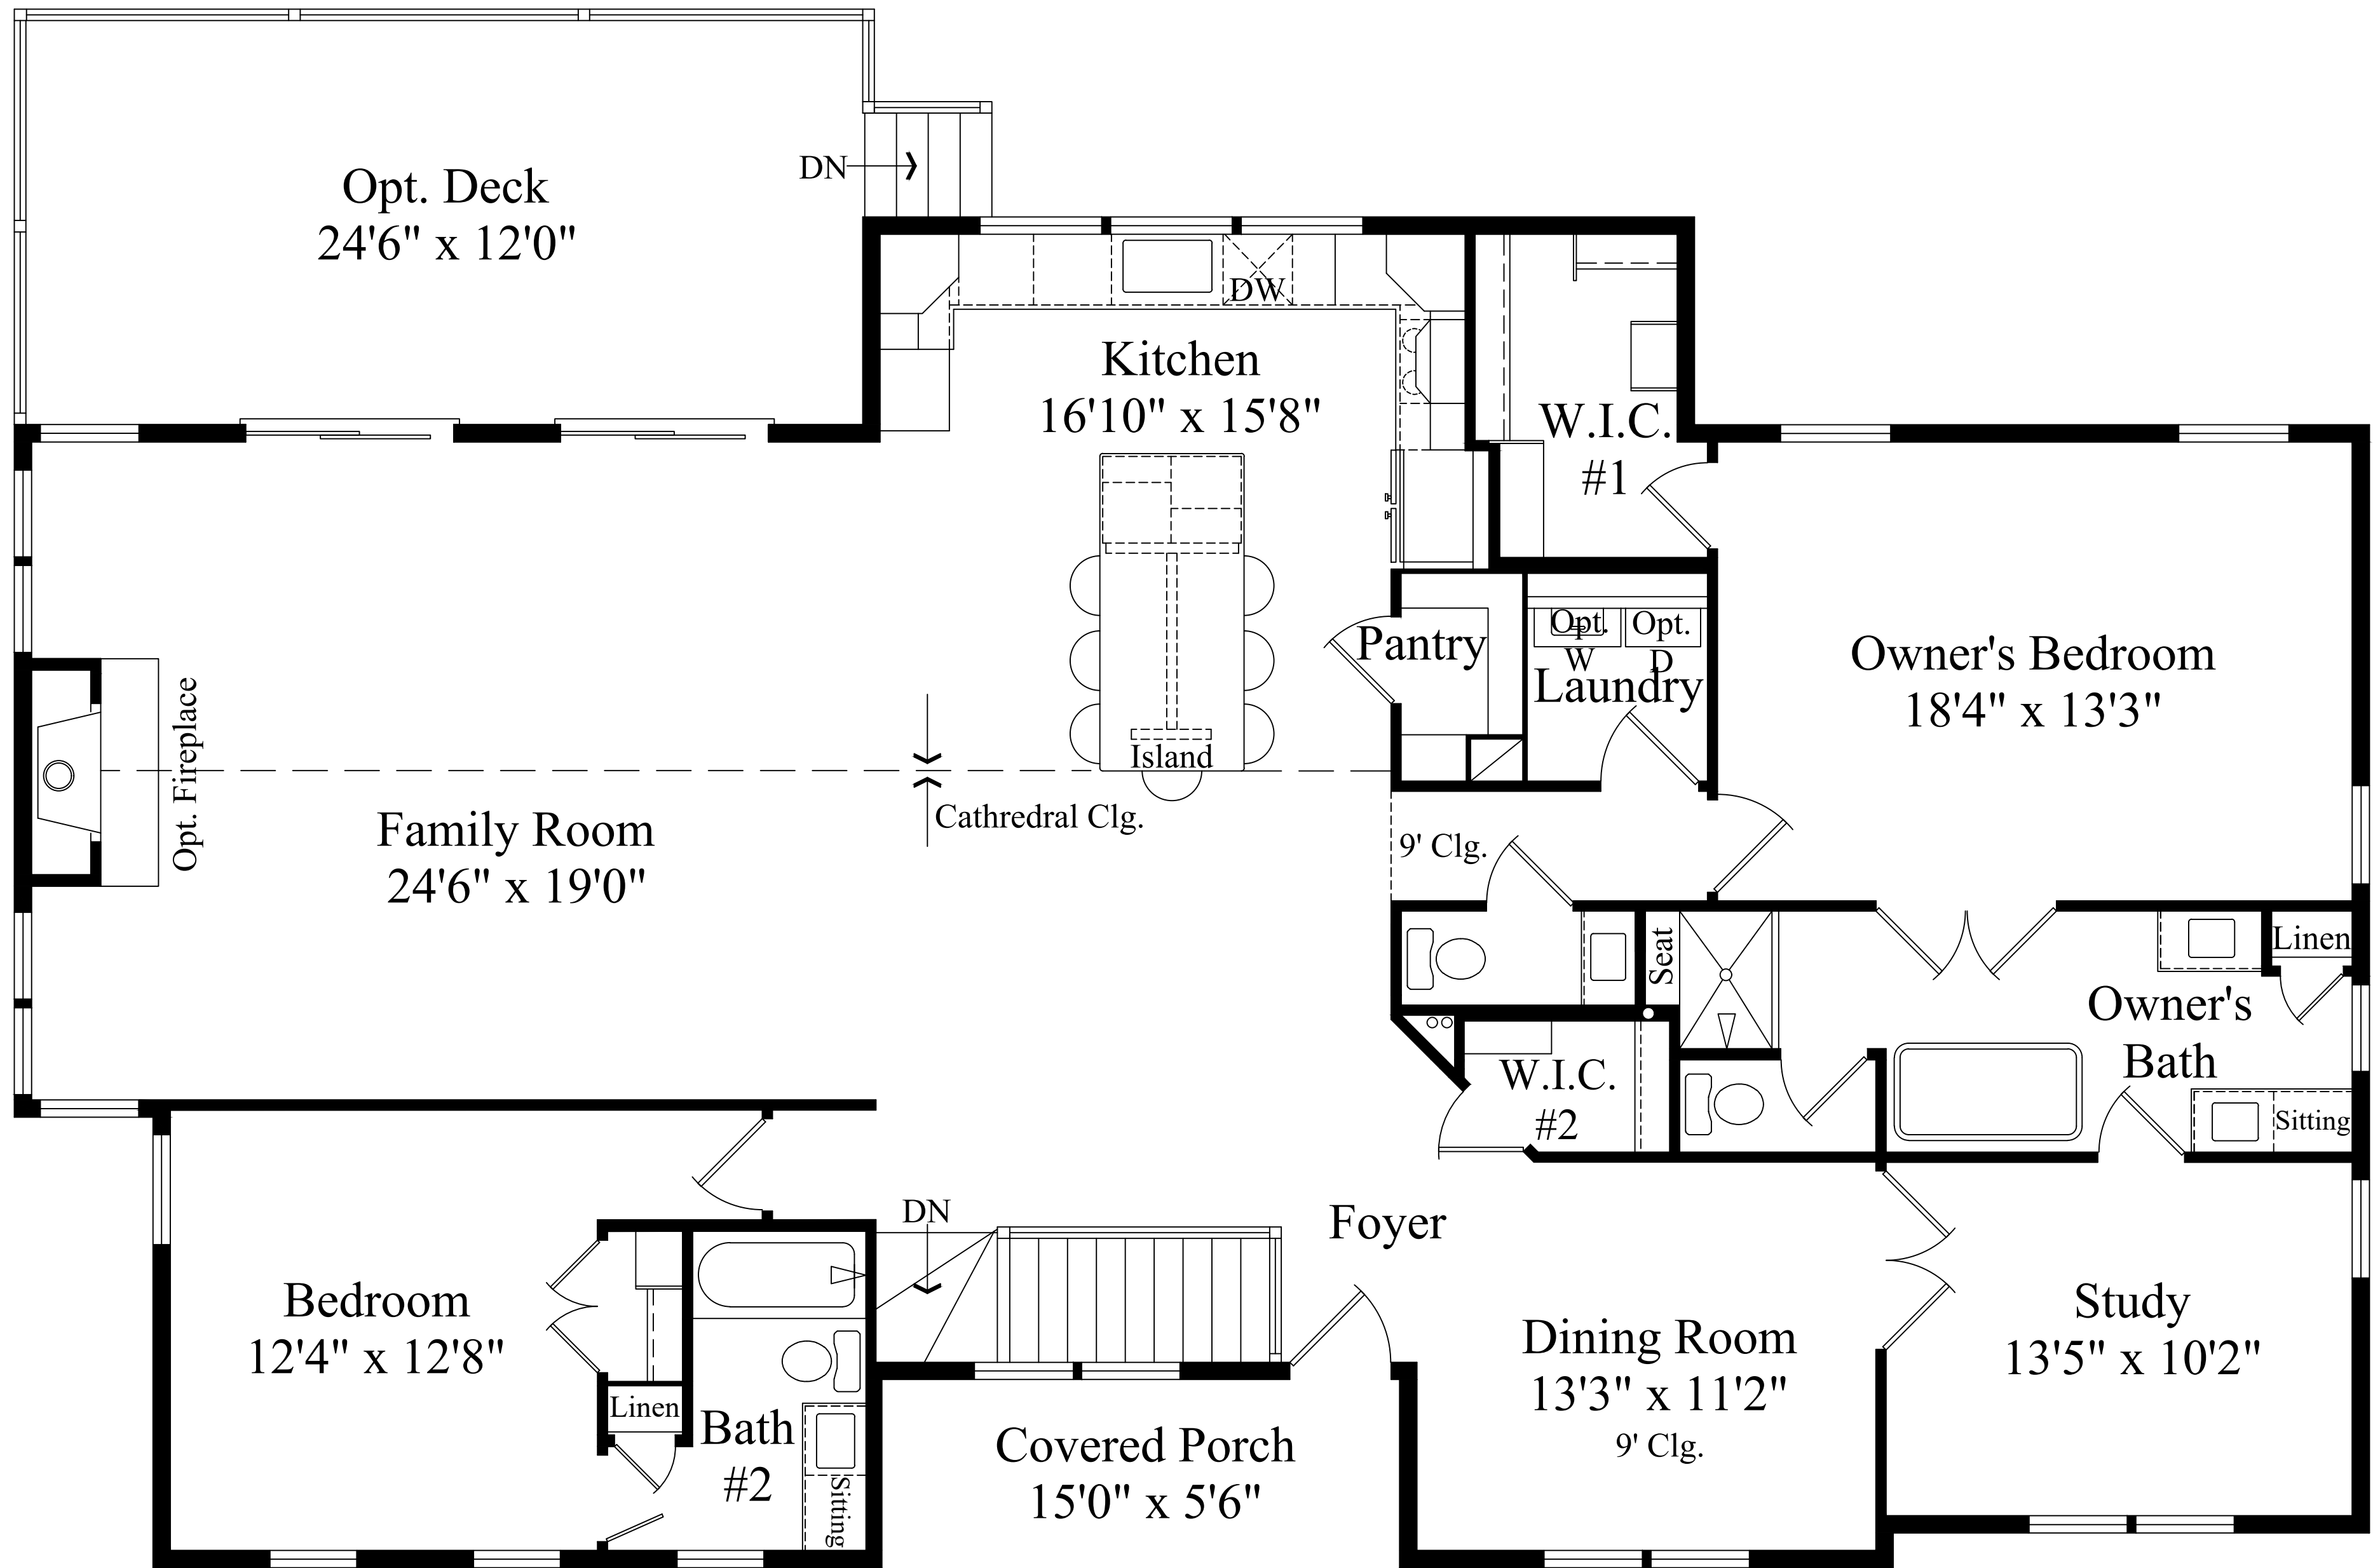 Opt. Deck
24'6" x 12'0"
DN
DW
Kitchen
16'10" x 15'8"
W.I.C.
#1
Pantry
Opt.
W
Opt.
D
Laundry
Owner's Bedroom
18'4" x 13'3"
Opt. Fireplace
Island
Cathredral Clg.
Family Room
24'6" x 19'0"
9' Clg.
Seat
Linen
Owner's
Bath
W.I.C.
#2
Sitting
DN
Foyer
Bedroom
12'4" x 12'8"
Linen
Bath
#2
Sitting
Covered Porch
15'0" x 5'6"
Dining Room
13'3" x 11'2"
9' Clg.
Study
13'5" x 10'2"